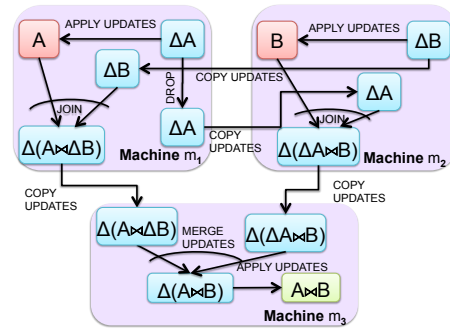 A
APPLY UPDATES
ΔA
B
APPLY UPDATES
ΔB
ΔB
COPY UPDATES
DROP
ΔA
JOIN
ΔA
COPY
UPDATES
JOIN
Δ(A⋈ΔB)
Machine m1
Δ(ΔA⋈B)
Machine m2
COPY
UPDATES
COPY
UPDATES
Δ(A⋈ΔB)
MERGE
UPDATES
Δ(ΔA⋈B)
APPLY UPDATES
Δ(A⋈B)
A⋈B
Machine m3